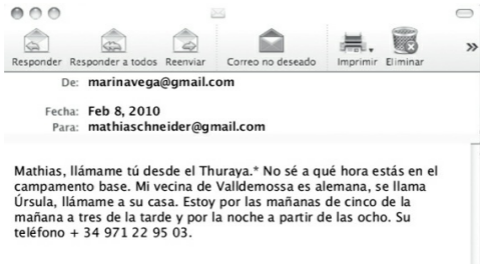 Responder Responder a todos Reenviar Correo no deseado Imprimir Eliminar »
De: marinavega@gmail.com
Fecha: Feb 8, 2010
Para: mathiaschneider@gmail.com
Mathias, llámame tú desde el Thuraya.* No sé a qué hora estás en el
campamento base. Mi vecina de Valldemossa es alemana, se llama
Úrsula, llámame a su casa. Estoy por las mañanas de cinco de la
mañana a tres de la tarde y por la noche a partir de las ocho. Su
teléfono + 34 971 22 95 03.